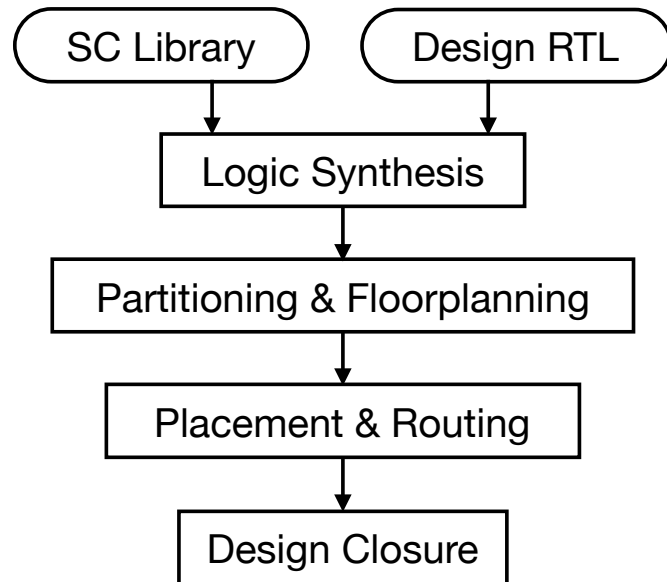 SC Library
Design RTL
Logic Synthesis
Partitioning & Floorplanning
Placement & Routing
Design Closure